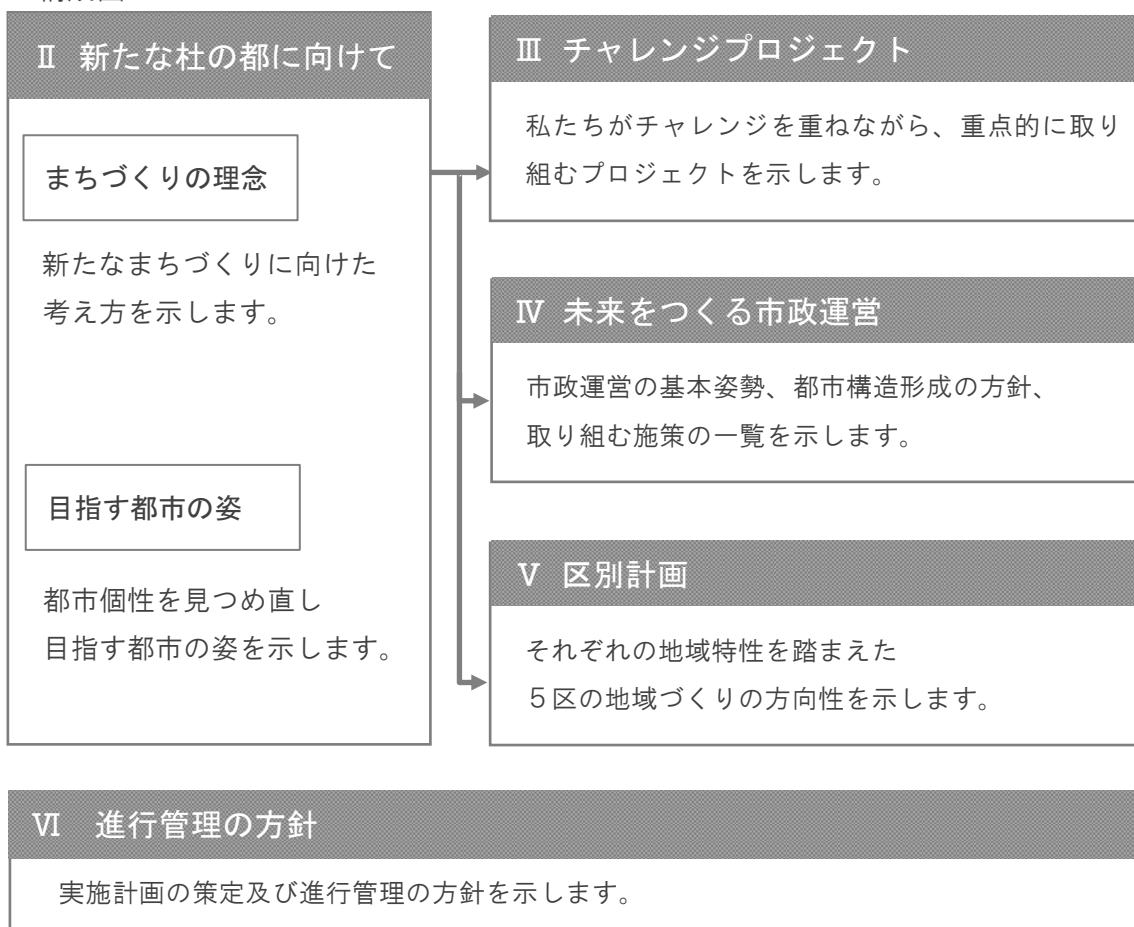 Ⅱ 新たな杜の都に向けて
まちづくりの理念
新たなまちづくりに向けた
考え方を示します。
目指す都市の姿
都市個性を見つめ直し
目指す都市の姿を示します。
Ⅲ チャレンジプロジェクト
私たちがチャレンジを重ねながら、重点的に取り
組むプロジェクトを示します。
Ⅳ 未来をつくる市政運営
市政運営の基本姿勢、都市構造形成の方針、
取り組む施策の一覧を示します。
Ⅴ 区別計画
それぞれの地域特性を踏まえた
５区の地域づくりの方向性を示します。
Ⅵ 進行管理の方針
実施計画の策定及び進行管理の方針を示します。